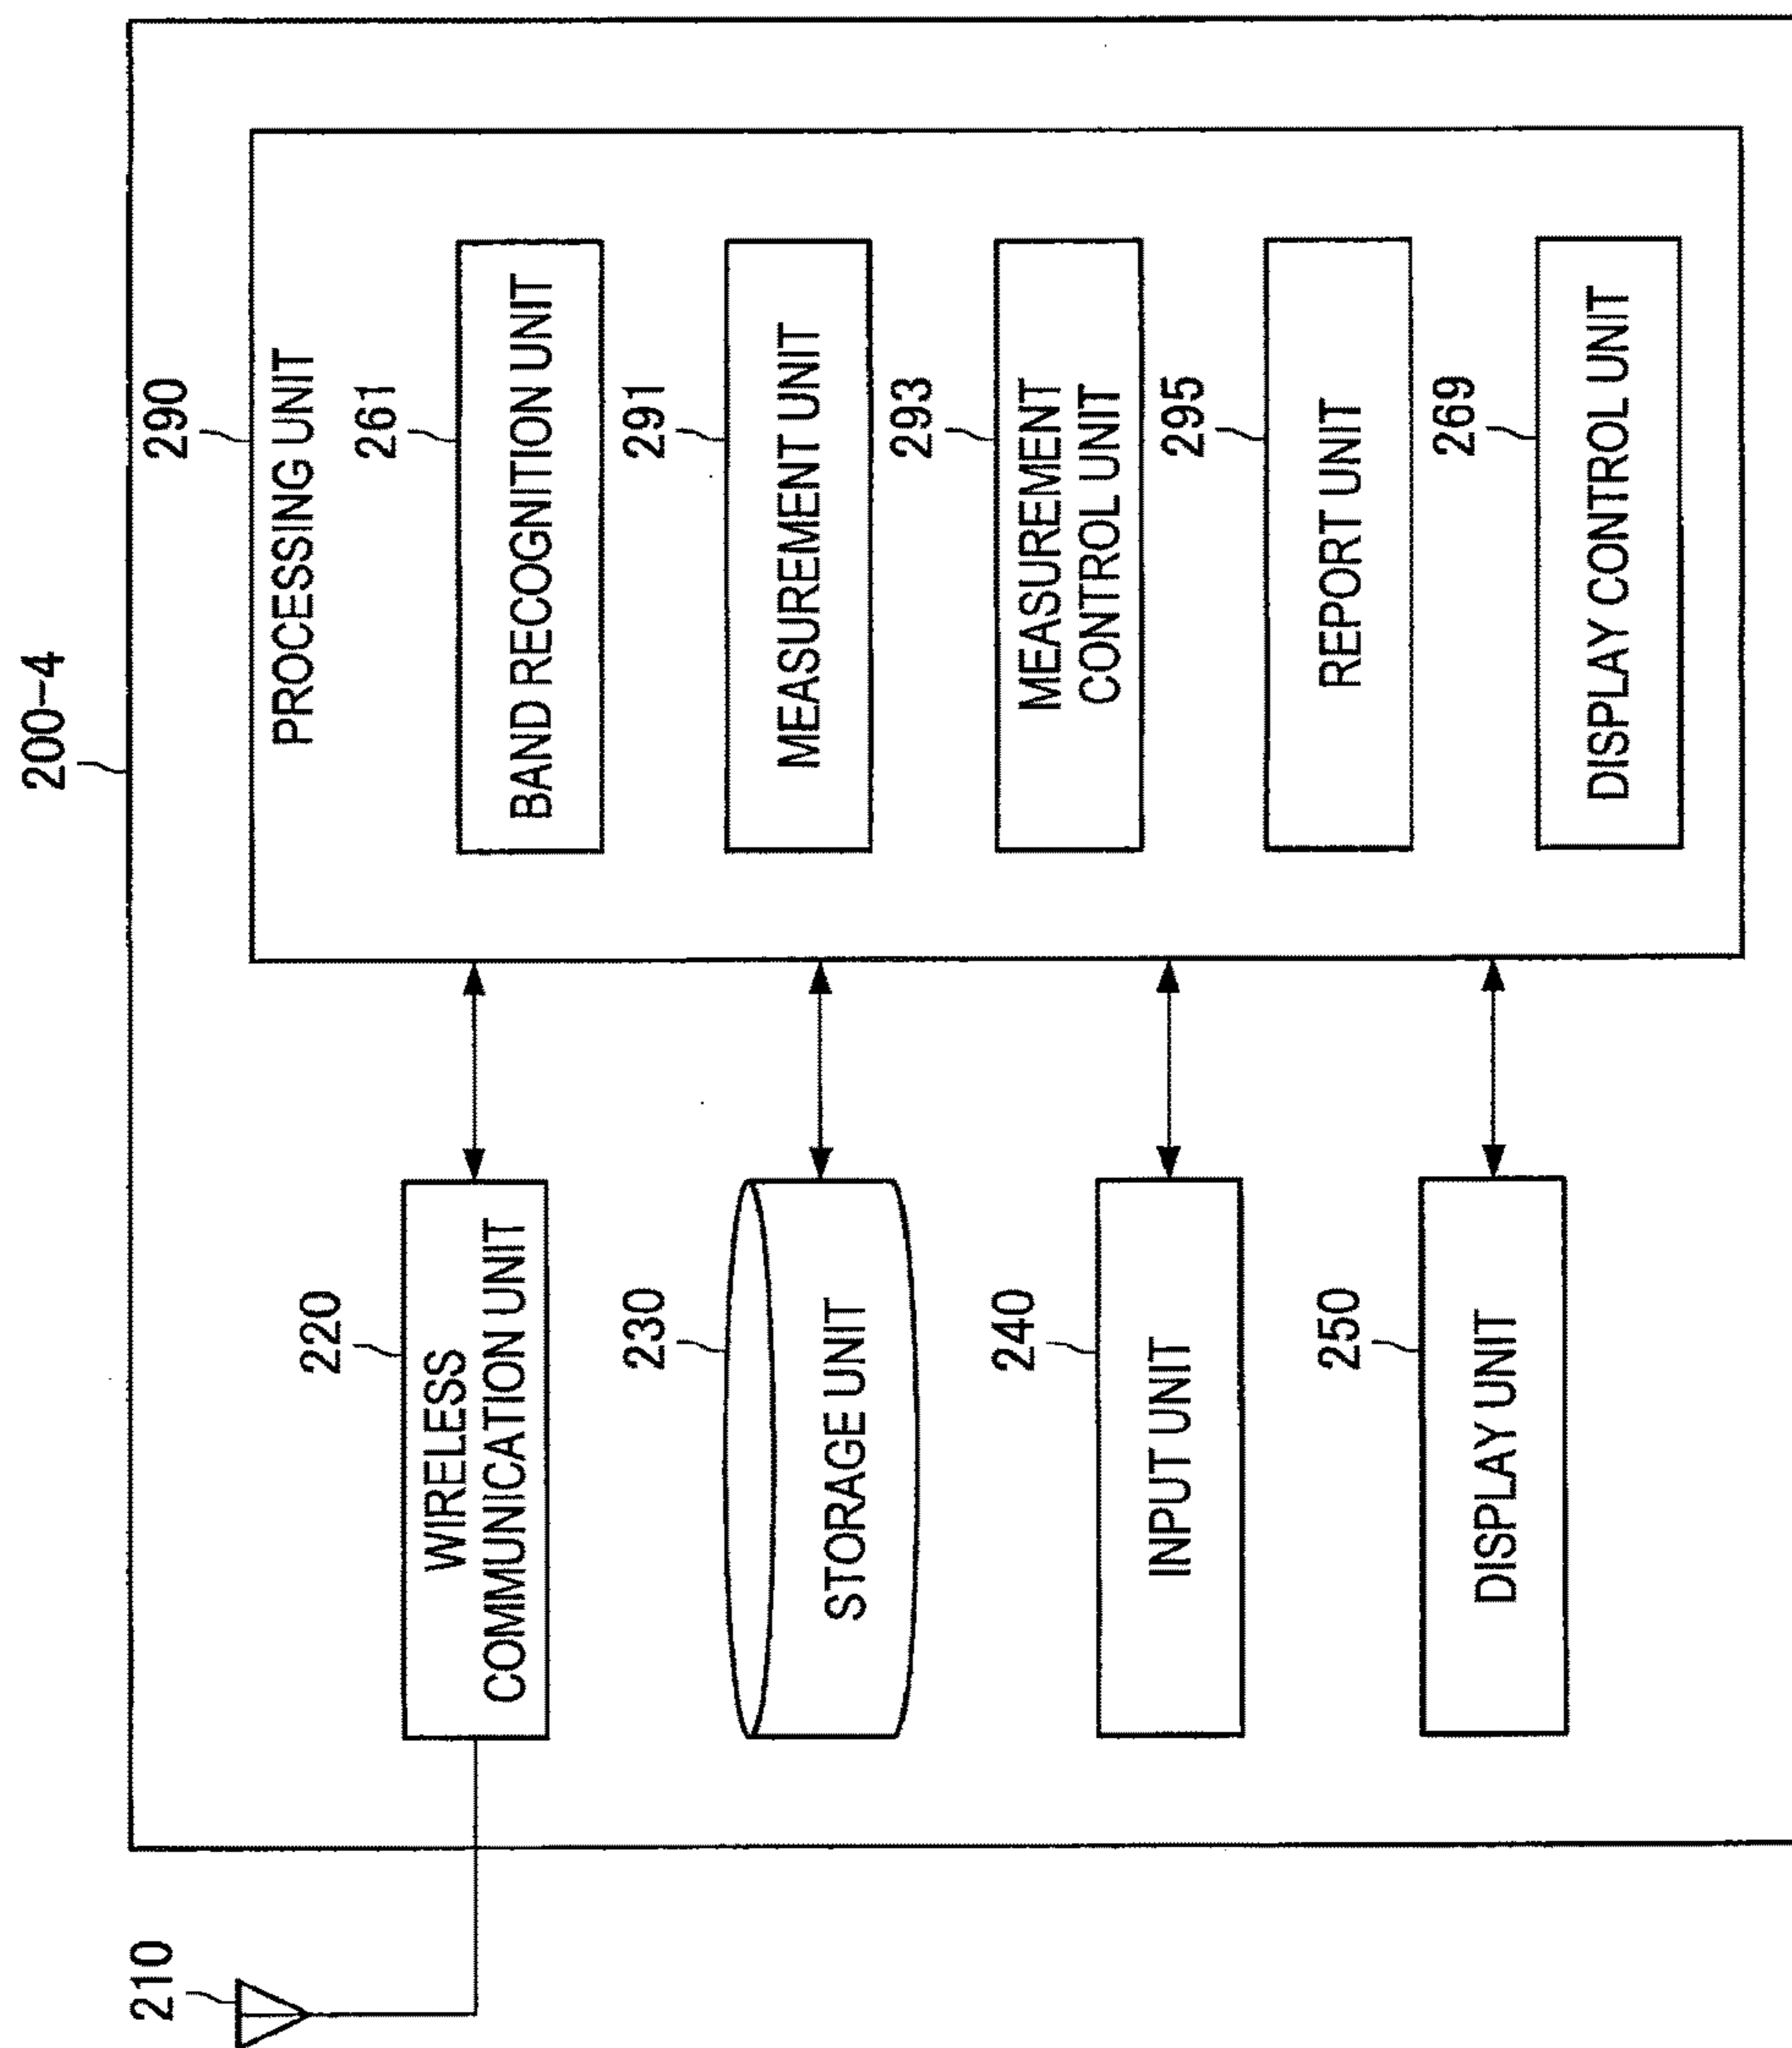 200-4
210
220
WIRELESS
COMMUNICATION UNIT
230
STORAGE UNIT
240
INPUT UNIT
250
DISPLAY UNIT
290
PROCESSING UNIT
261
BAND RECOGNITION UNIT
291
MEASUREMENT UNIT
293
MEASUREMENT
CONTROL UNIT
295
REPORT UNIT
269
DISPLAY CONTROL UNIT